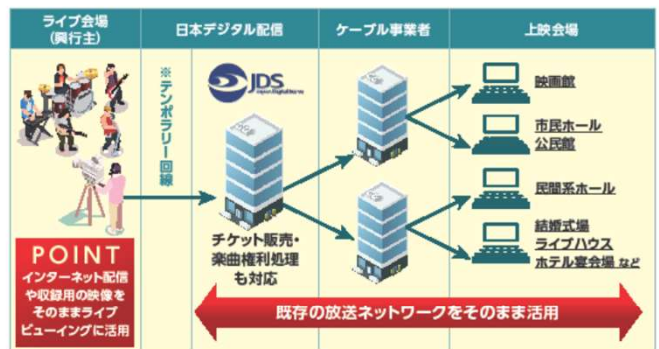 ライブ会場
(興行主)
日本デジタル配信
ケーブル事業者
上映会場
※テンポラリー回線
JDS
映画館
市民ホール
公民館
民間系ホール
結婚式場
ライブハウス
ホテル宴会場 など
チケット販売・
楽曲権利処理
も対応
POINT
インターネット配信
や収録用の映像を
そのままライブ
ビューイングに活用
既存の放送ネットワークをそのまま活用